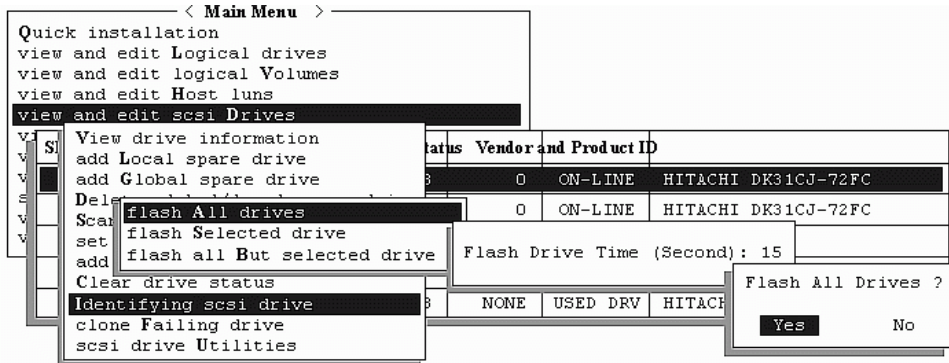 < Main Menu >
Quick installation
view and edit Logical drives
view and edit logical Volumes
view and edit Host luns
view and edit scsi Drives
View drive information
add Local spare drive
add Global spare drive
flash All drives
flash Selected drive
flash all But selected drive
set
add
Clear drive status
Identifying scsi drive
clone Failing drive
scsi drive Utilities
Vendor and Product ID
0 ON-LINE HITACHI DK31CJ-72FC
0 ON-LINE HITACHI DK31CJ-72FC
Flash Drive Time (Second): 15
NONE USED DRV
Flash All Drives ?
Yes No